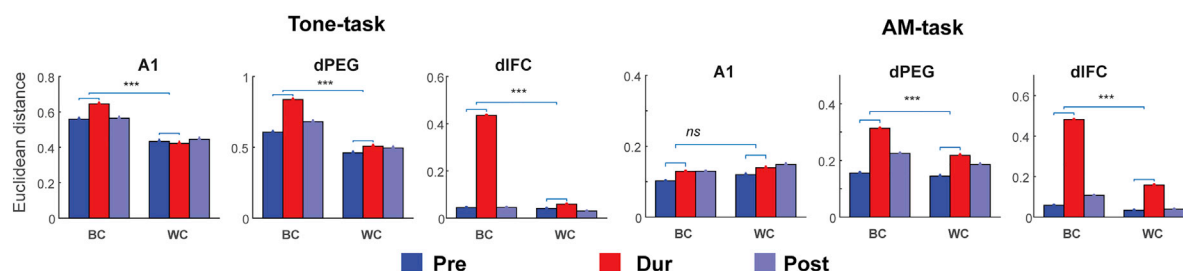 Tone-task
AM-task
A1
dPEG
dlFC
A1
dPEG
dlFC
Euclidean distance
0.8
0.6
0.4
0.2
0
***
BC
WC
1
0.5
0
***
BC
WC
0.6
0.4
0.2
0
***
BC
WC
0.4
0.2
0
ns
BC
WC
0.4
0.2
0
***
BC
WC
0.6
0.4
0.2
0
***
BC
WC
Pre
Dur
Post